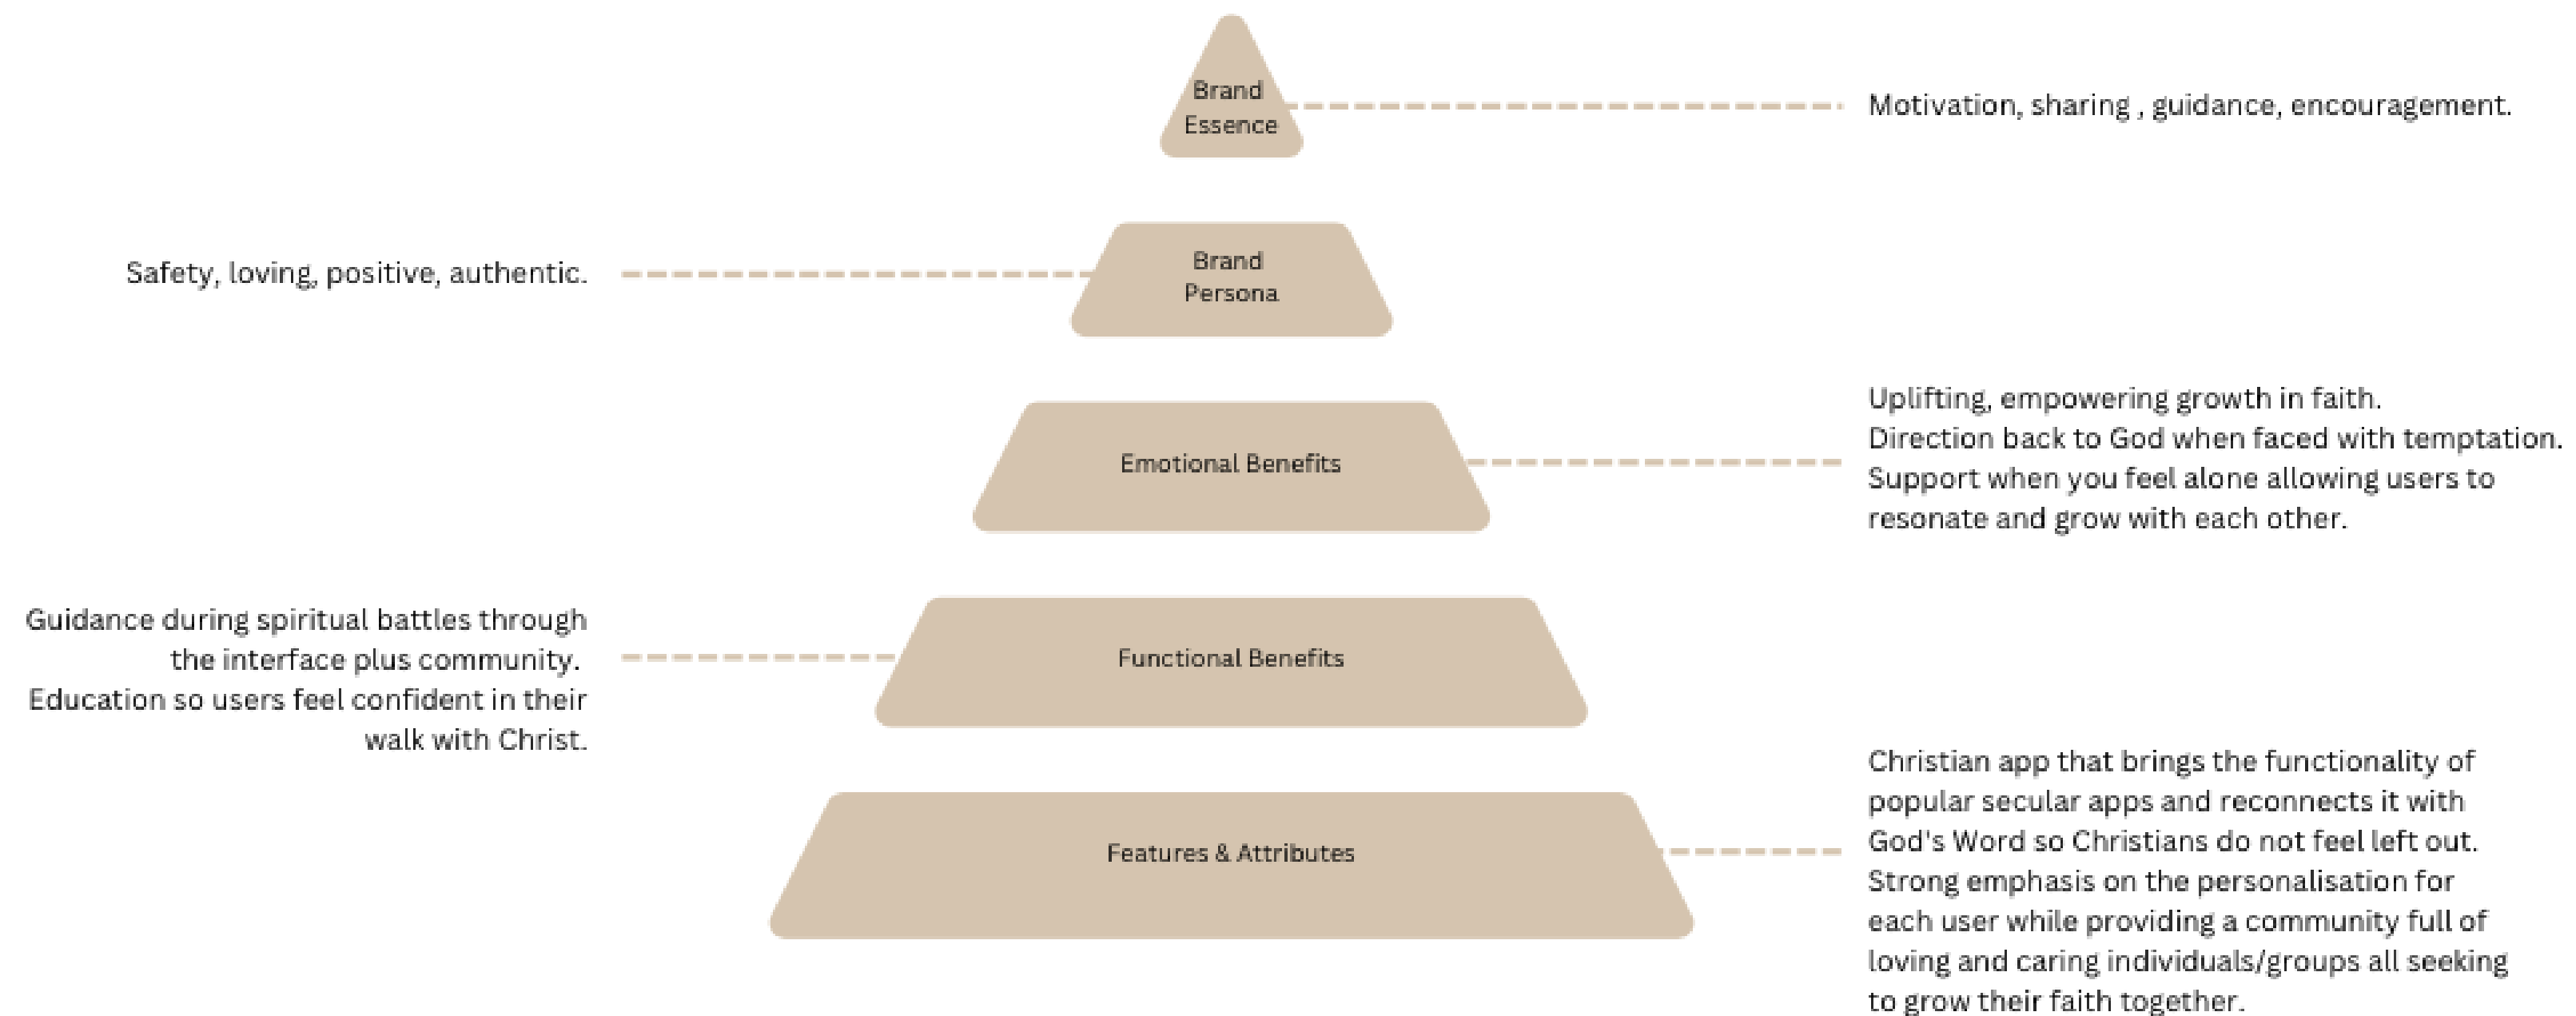 Brand
Essence
Motivation, sharing , guidance, encouragement.
Safety, loving, positive, authentic.
Brand
Persona
Emotional Benefits
Uplifting, empowering growth in faith.
Direction back to God when faced with temptation.
Support when you feel alone allowing users to
resonate and grow with each other.
Guidance during spiritual battles through
the interface plus community.
Education so users feel confident in their
walk with Christ.
Functional Benefits
Features & Attributes
Christian app that brings the functionality of
popular secular apps and reconnects it with
God's Word so Christians do not feel left out.
Strong emphasis on the personalisation for
each user while providing a community full of
loving and caring individuals/groups all seeking
to grow their faith together.